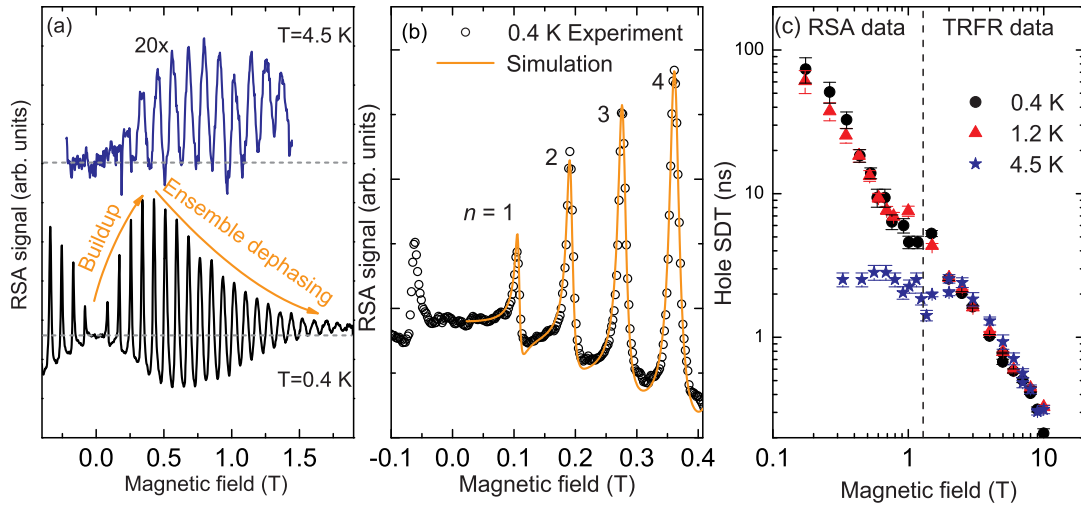 (a)
T=4.5 K
20x
Buildup
Ensemble dephasing
T=0.4 K
RSA signal (arb. units)
0.0 0.5 1.0 1.5
Magnetic field (T)
(b)
0.4 K Experiment
Simulation
n = 1
2
3
4
RSA signal (arb. units)
-0.1 0.0 0.1 0.2 0.3 0.4
Magnetic field (T)
(c)
RSA data TRFR data
0.4 K
1.2 K
4.5 K
Hole SDT (ns)
100
10
1
0.1 1 10
Magnetic field (T)